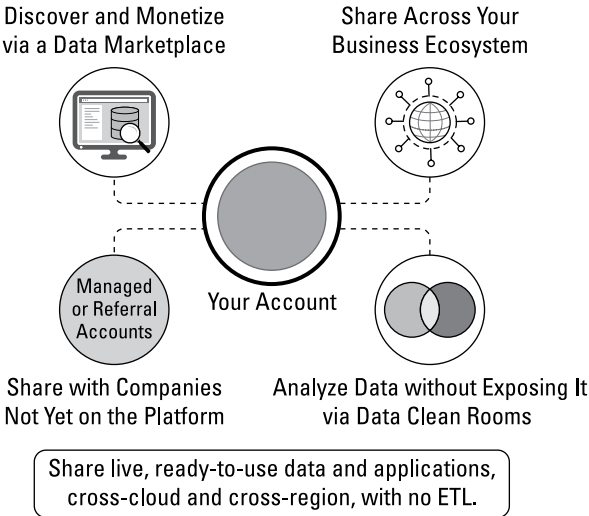 Discover and Monetize
via a Data Marketplace
Share Across Your
Business Ecosystem
Managed
or Referral
Accounts
Your Account
Share with Companies
Not Yet on the Platform
Analyze Data without Exposing It
via Data Clean Rooms
Share live, ready-to-use data and applications,
cross-cloud and cross-region, with no ETL.